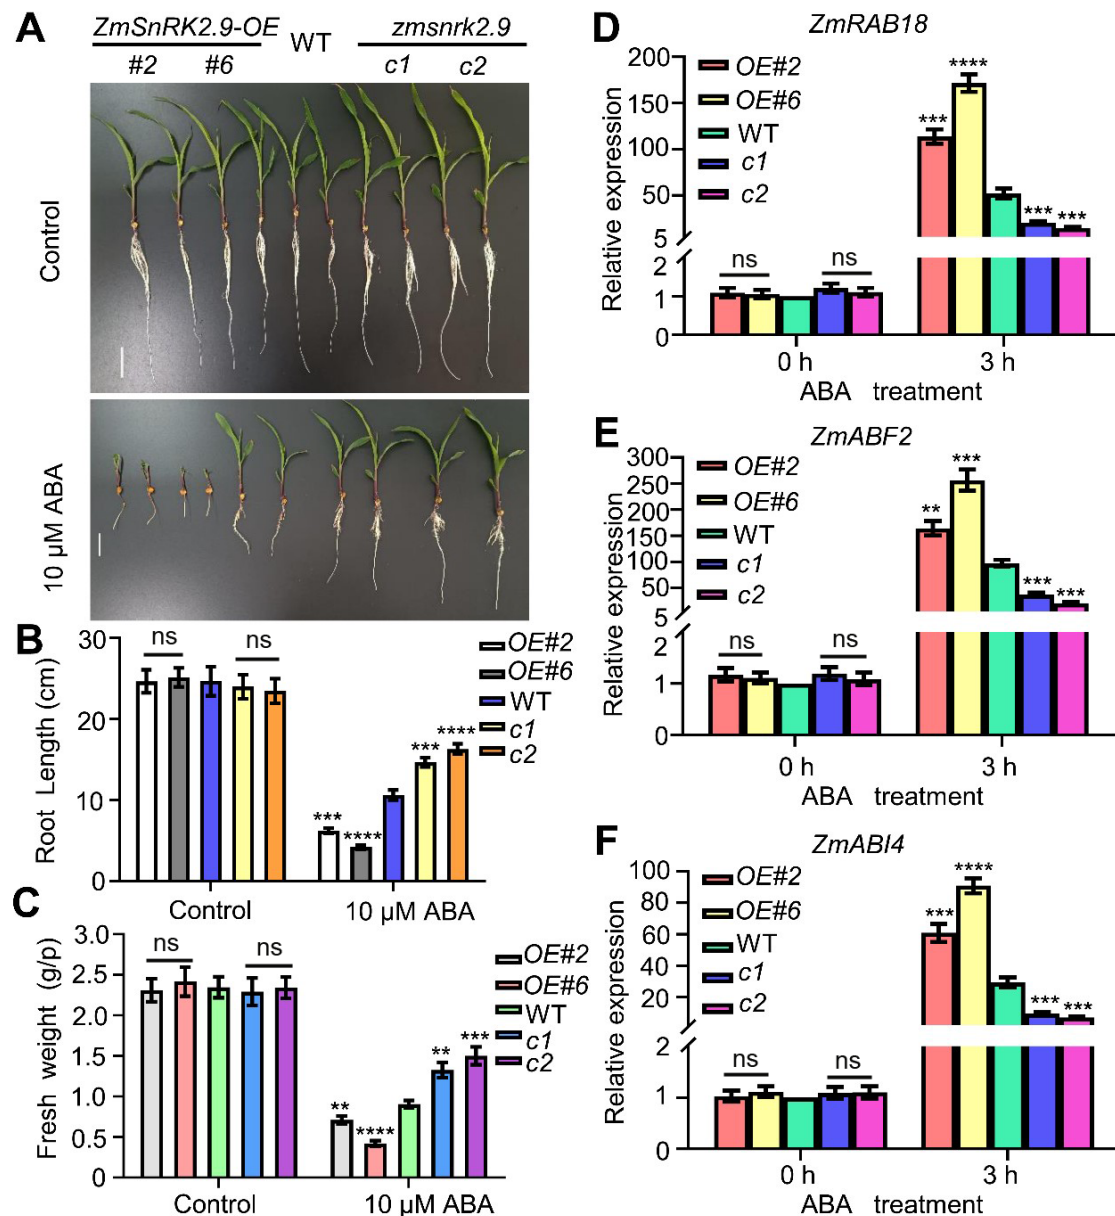 A
ZmSnRK2.9-OE WT zmsnrk2.9
#2 #6 c1 c2
Control
10 µM ABA
B
Root Length (cm)
30
20
10
0
ns ns
*** **** *** ****
OE#2
OE#6
WT
c1
c2
Control 10 µM ABA
C
Fresh weight (g/p)
3.0
2.5
2.0
1.5
1.0
0.5
0
ns ns
** **** ** ***
OE#2
OE#6
WT
c1
c2
Control 10 µM ABA
D
ZmRAB18
Relative expression
200
150
100
50
5
2
1
0
OE#2
OE#6
WT
c1
c2
ns ns
*** **** *** ***
0 h 3 h
ABA treatment
E
ZmABF2
Relative expression
300
250
200
150
100
50
5
2
1
0
OE#2
OE#6
WT
c1
c2
ns ns
** *** *** ***
0 h 3 h
ABA treatment
F
ZmABI4
Relative expression
100
80
60
40
20
2
1
0
OE#2
OE#6
WT
c1
c2
ns ns
*** **** *** ***
0 h 3 h
ABA treatment